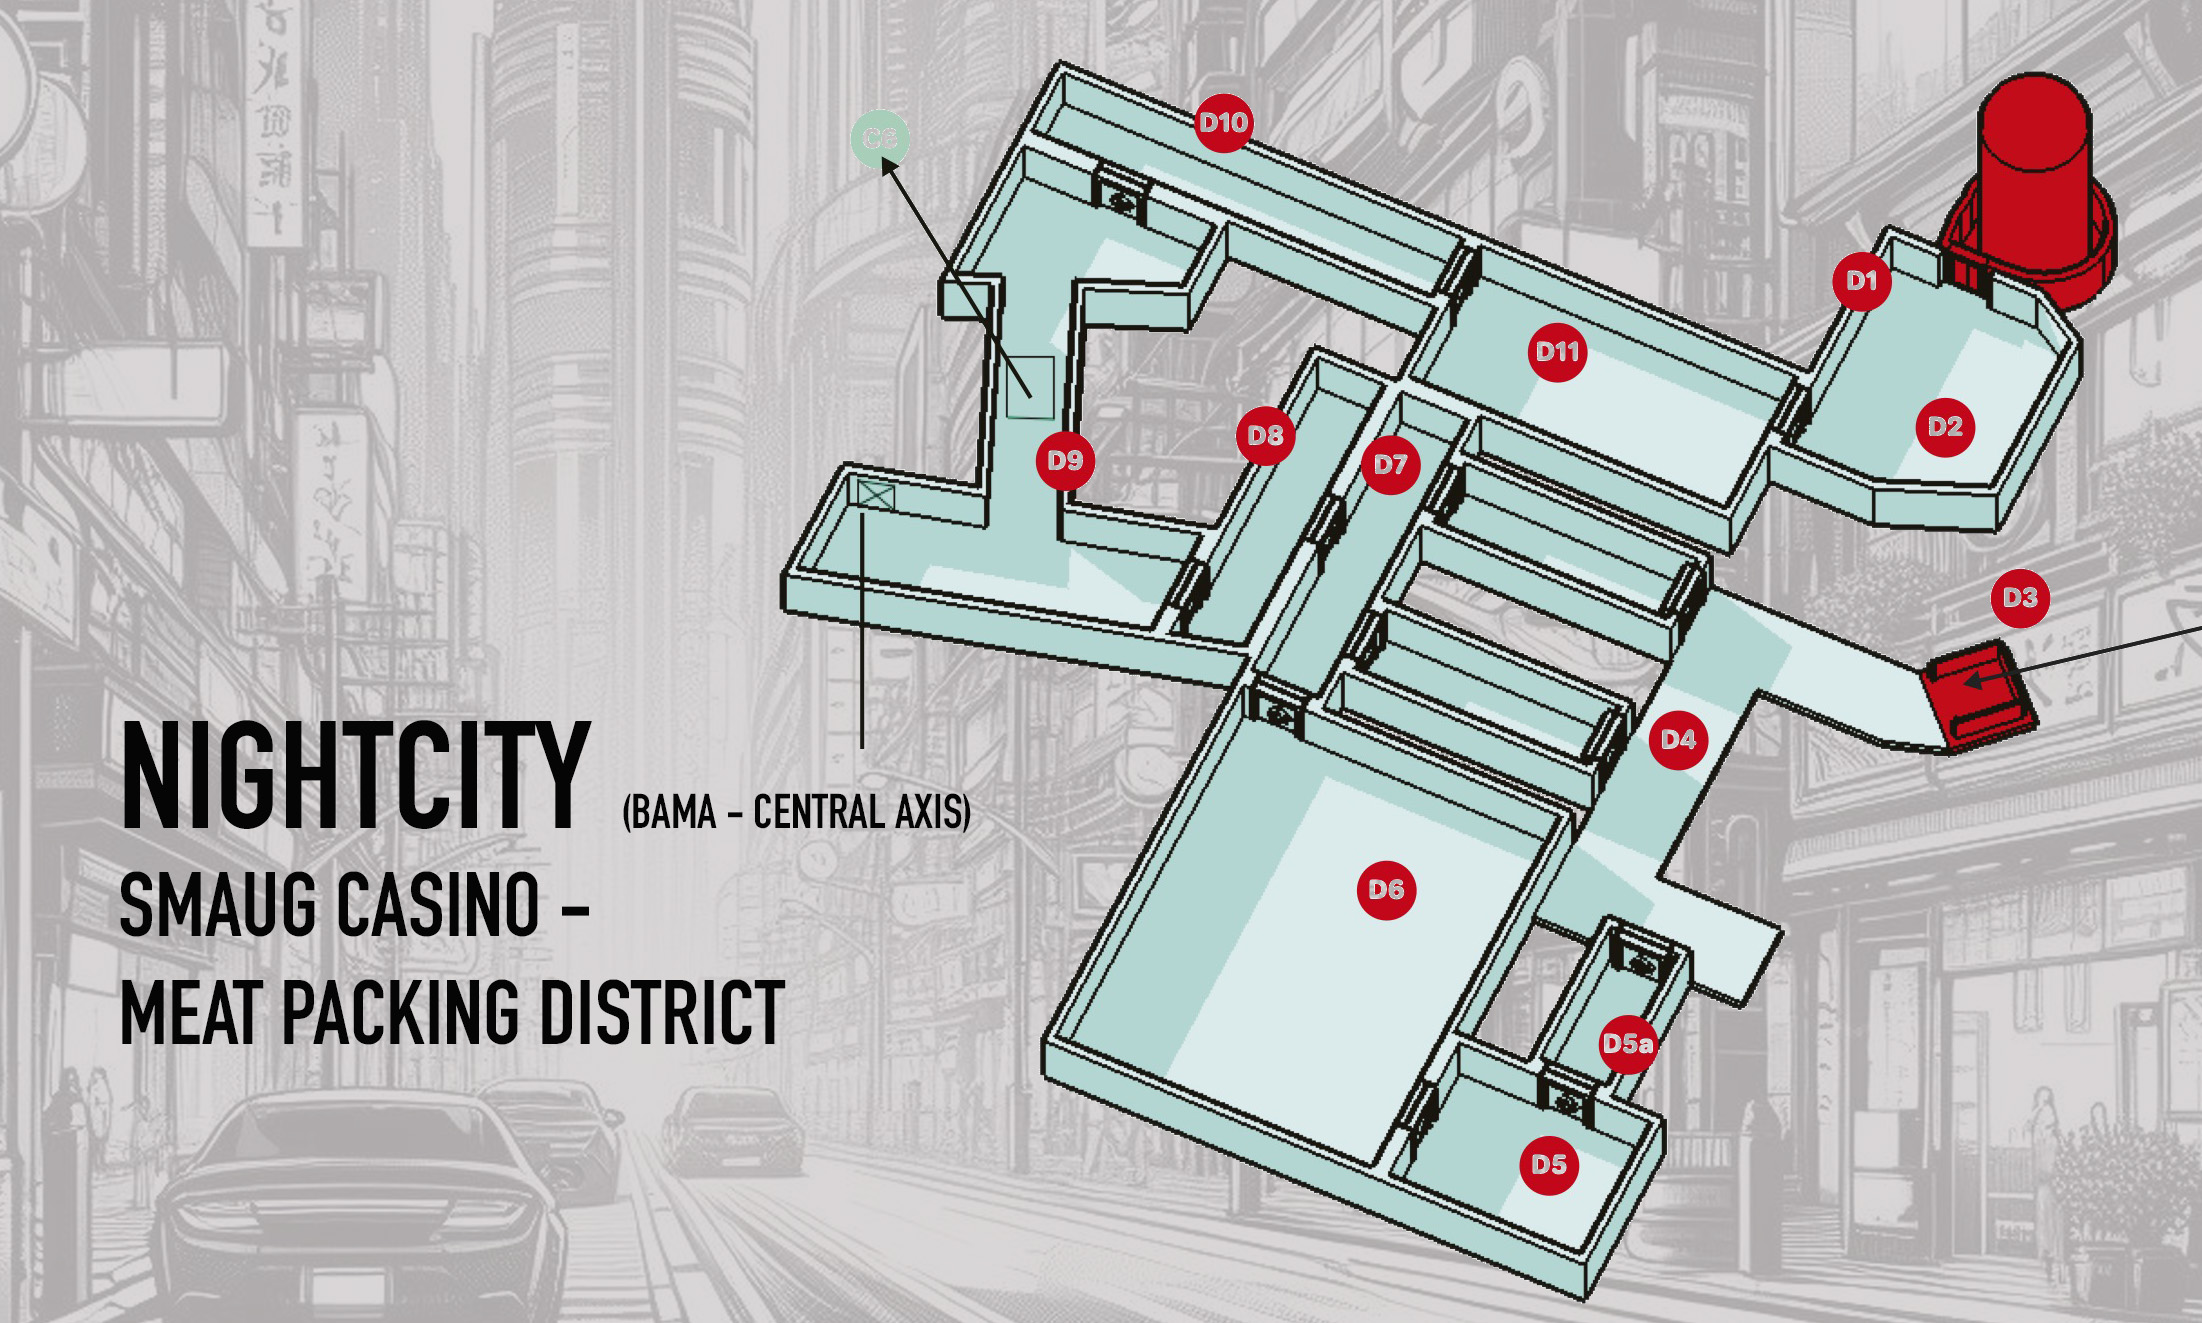 D10
C6
D1
D11
D2
D8
D7
D9
D3
D4
NIGHTCITY (BAMA – CENTRAL AXIS)
SMAUG CASINO –
MEAT PACKING DISTRICT
D6
D5a
D5